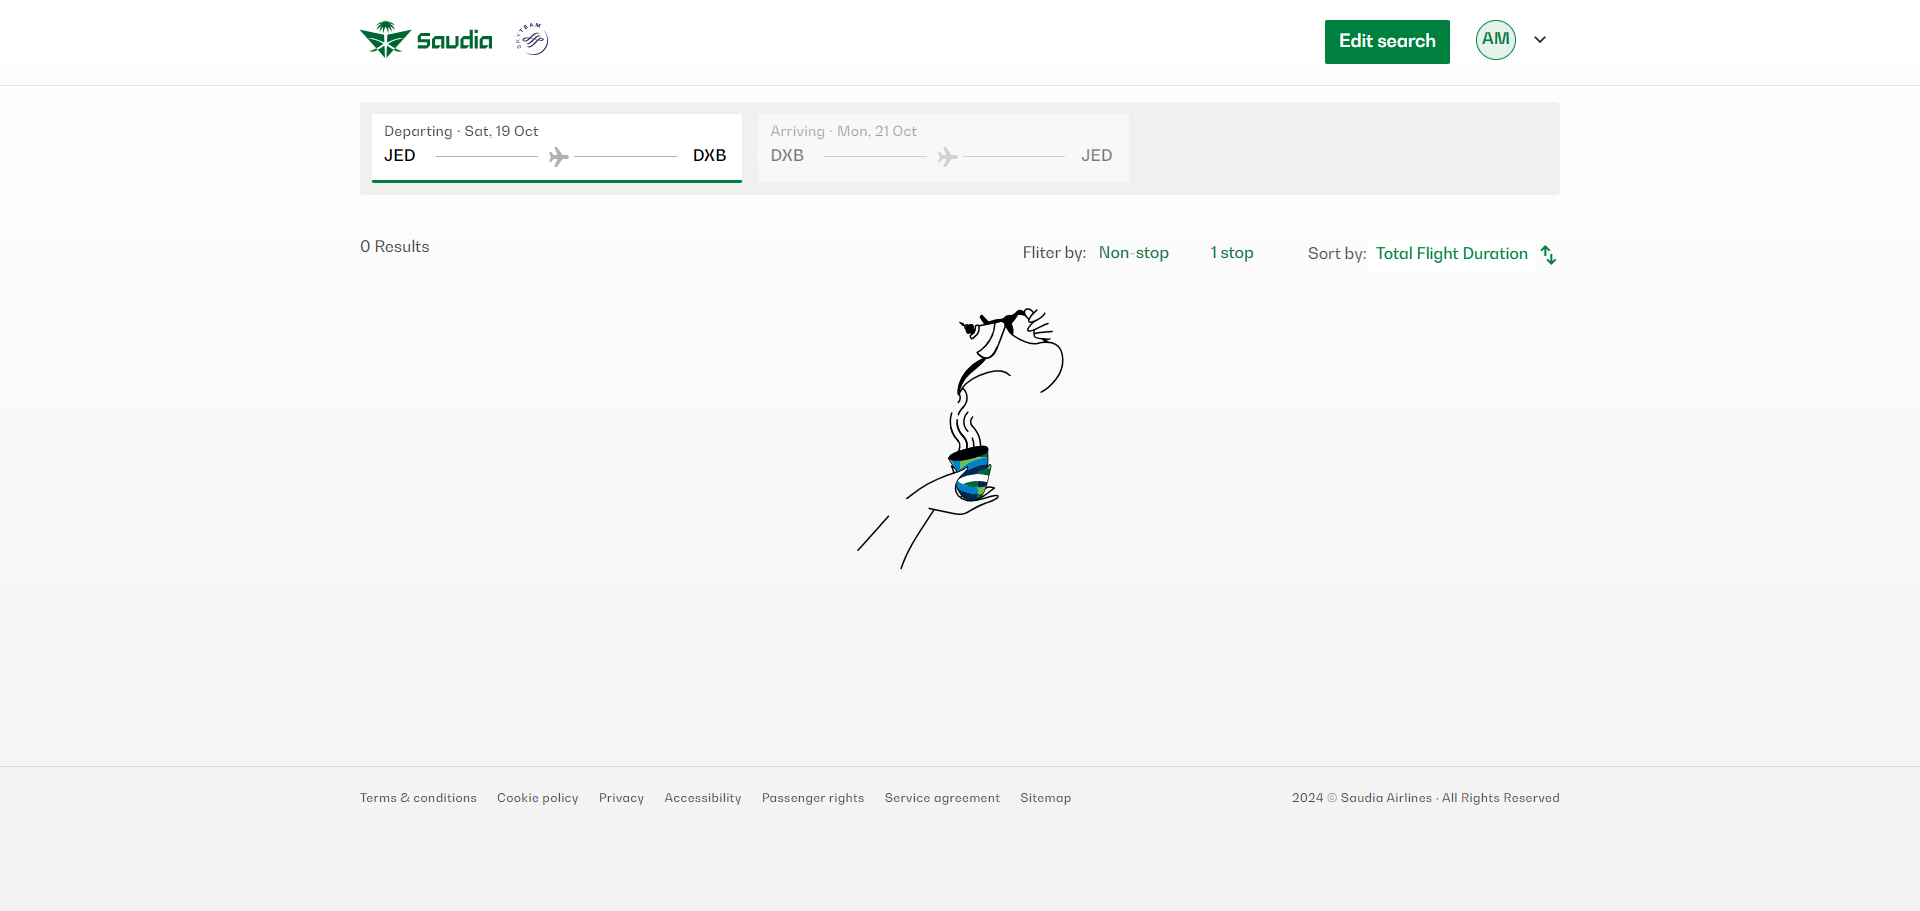 Saudia
SKYTEAM
Edit search
AM
Departing · Sat, 19 Oct
JED
DXB
Arriving · Mon, 21 Oct
DXB
JED
0 Results
Fliter by: Non-stop 1 stop
Sort by: Total Flight Duration
Terms & conditions Cookie policy Privacy Accessibility Passenger rights Service agreement Sitemap
2024 © Saudia Airlines · All Rights Reserved